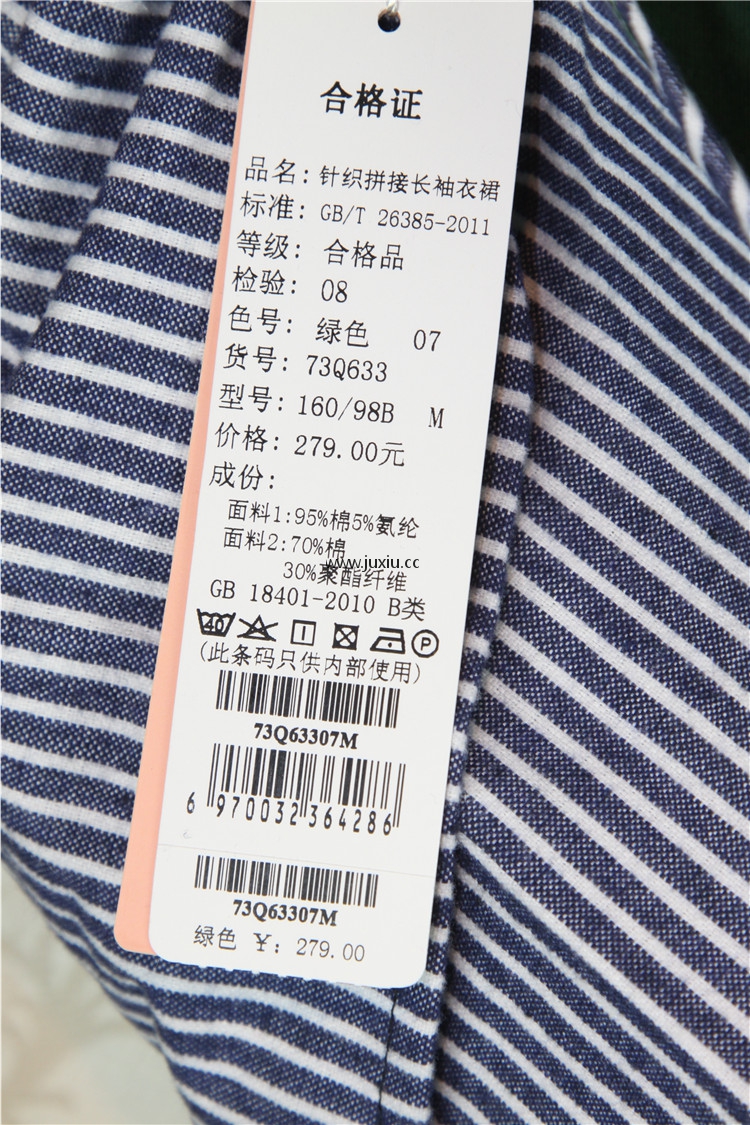 合格证
品名：针织拼接长袖衣裙
标准：GB/T 26385-2011
等级：合格品
检验：08
色号：绿色 07
货号：73Q633
型号：160/98B M
价格：279.00元
成份：
面料1:95%棉5%氨纶
面料2:70%棉
www.juxiu.cc
30%聚酯纤维
GB 18401-2010 B类
(此条码只供内部使用)
73Q63307M
6 970032 364286
73Q63307M
绿色 ¥：279.00